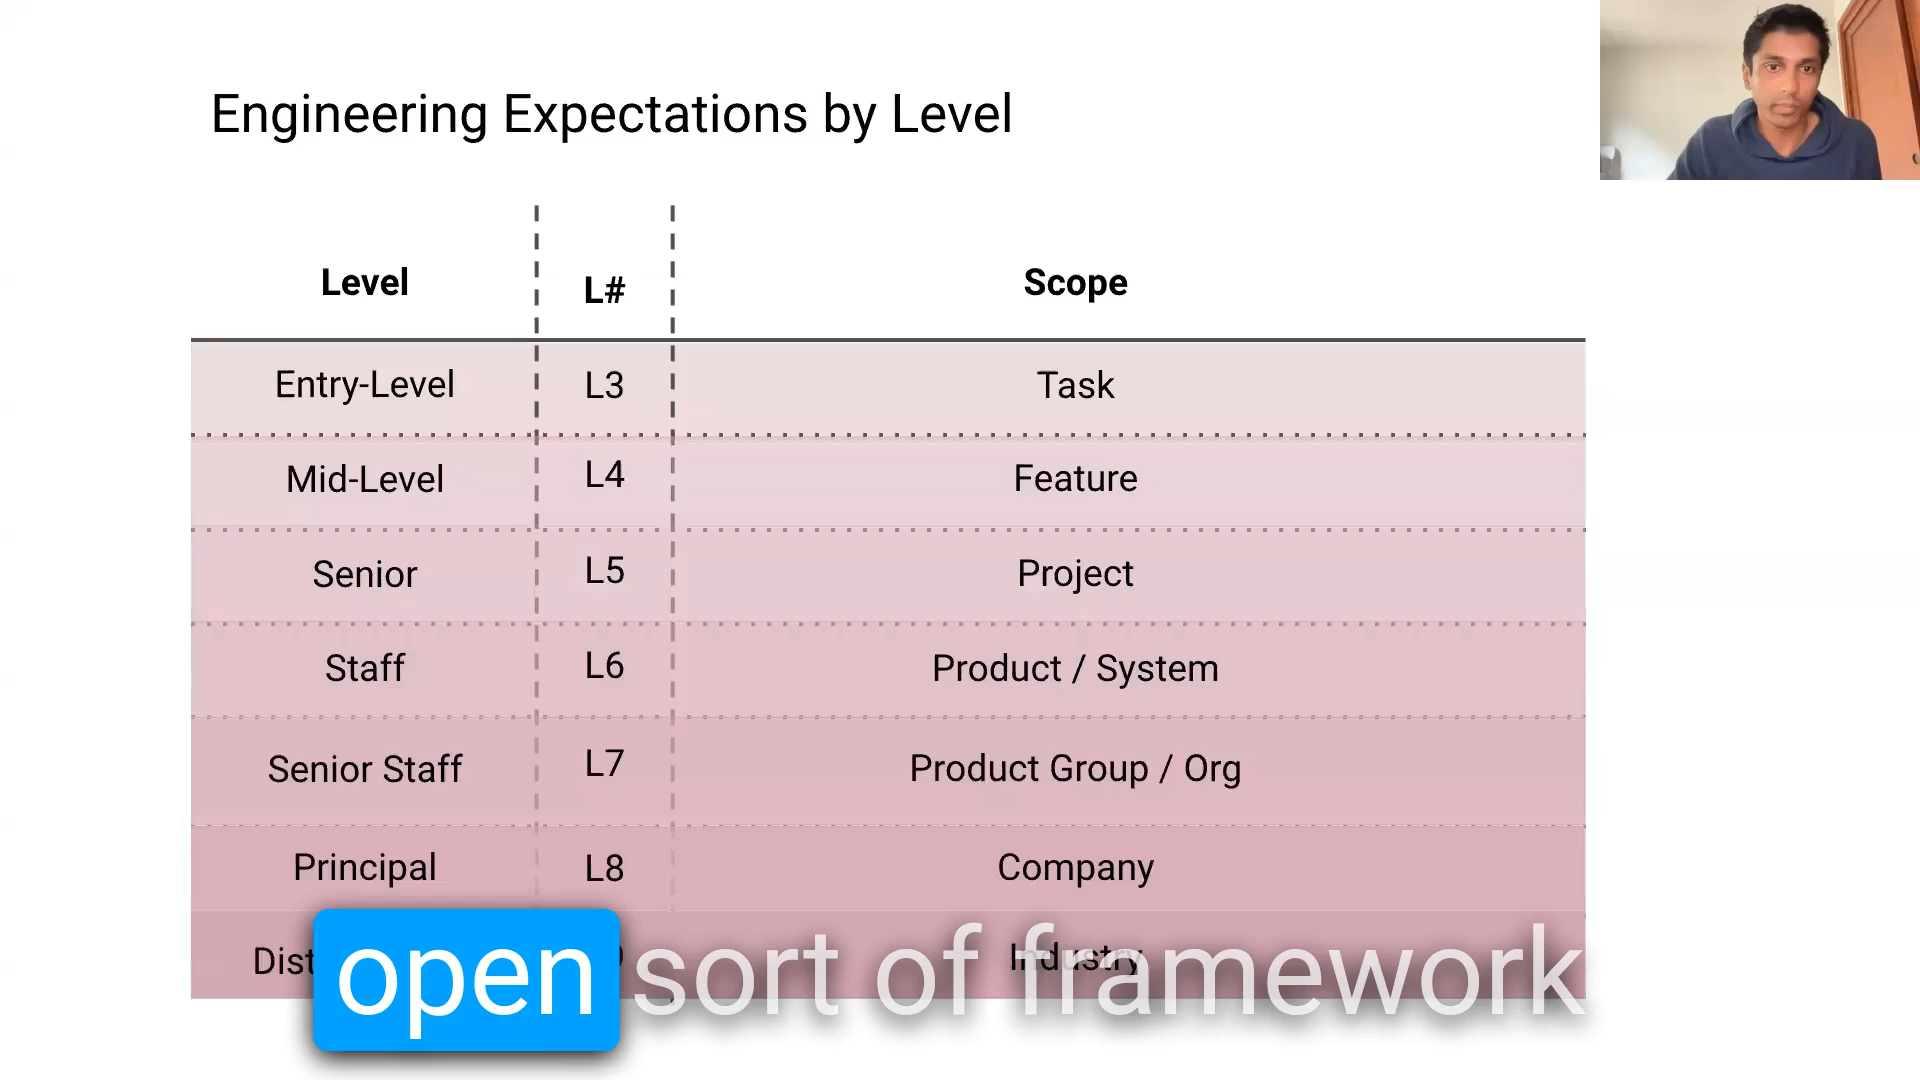 Engineering Expectations by Level
Level L# Scope
Entry-Level L3 Task
Mid-Level L4 Feature
Senior L5 Project
Staff L6 Product / System
Senior Staff L7 Product Group / Org
Principal L8 Company
Industry
open sort of framework